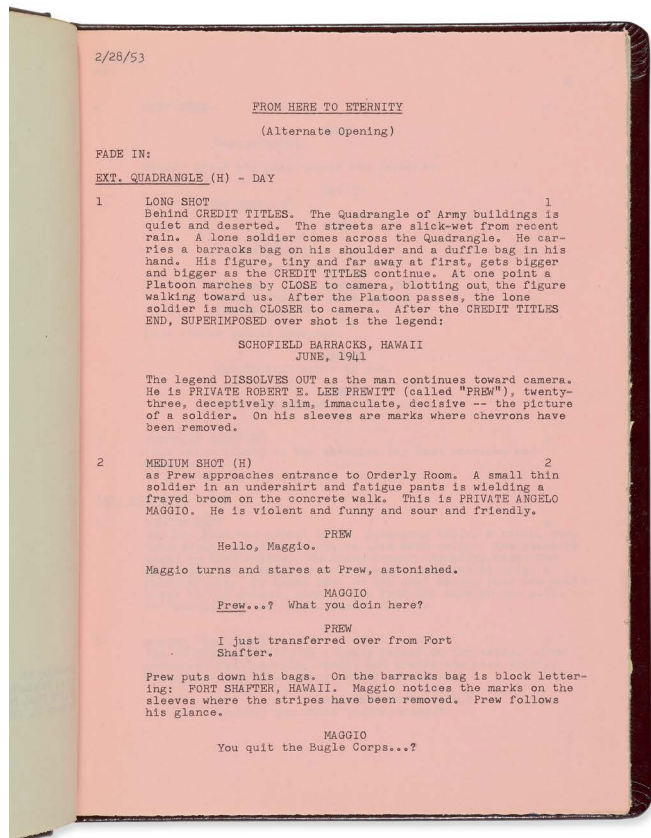 2/28/53
FROM HERE TO ETERNITY
(Alternate Opening)
FADE IN:
EXT. QUADRANGLE (H) - DAY
1 LONG SHOT 1
Behind CREDIT TITLES. The Quadrangle of Army buildings is
quiet and deserted. The streets are slick-wet from recent
rain. A lone soldier comes across the Quadrangle. He car-
ries a barracks bag on his shoulder and a duffle bag in his
hand. His figure, tiny and far away at first, gets bigger
and bigger as the CREDIT TITLES continue. At one point a
Platoon marches by CLOSE to camera, blotting out the figure
walking toward us. After the Platoon passes, the lone
soldier is much CLOSER to camera. After the CREDIT TITLES
END, SUPERIMPOSED over shot is the legend:
SCHOFIELD BARRACKS, HAWAII
JUNE, 1941
The legend DISSOLVES OUT as the man continues toward camera.
He is PRIVATE ROBERT E. LEE PREWITT (called "PREW"), twenty-
three, deceptively slim, immaculate, decisive -- the picture
of a soldier. On his sleeves are marks where chevrons have
been removed.
2 MEDIUM SHOT (H) 2
as Prew approaches entrance to Orderly Room. A small thin
soldier in an undershirt and fatigue pants is wielding a
frayed broom on the concrete walk. This is PRIVATE ANGELO
MAGGIO. He is violent and funny and sour and friendly.
PREW
Hello, Maggio.
Maggio turns and stares at Prew, astonished.
MAGGIO
Prew...? What you doin here?
PREW
I just transferred over from Fort
Shafter.
Prew puts down his bags. On the barracks bag is block letter-
ing: FORT SHAFTER, HAWAII. Maggio notices the marks on the
sleeves where the stripes have been removed. Prew follows
his glance.
MAGGIO
You quit the Bugle Corps...?